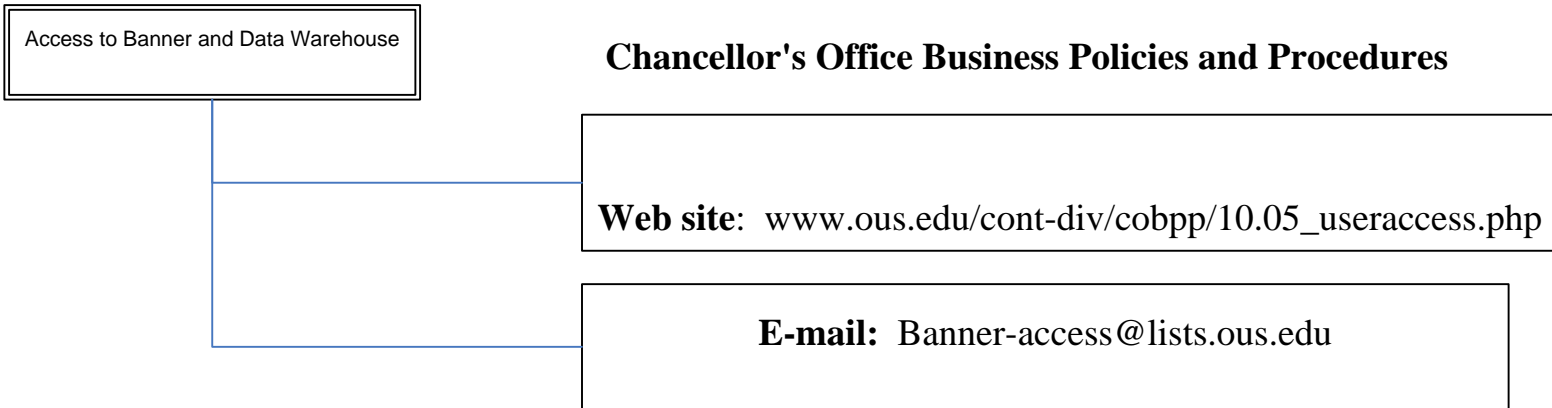 Access to Banner and Data Warehouse
Chancellor's Office Business Policies and Procedures
Web site: www.ous.edu/cont-div/cobpp/10.05_useraccess.php
E-mail: Banner-access@lists.ous.edu